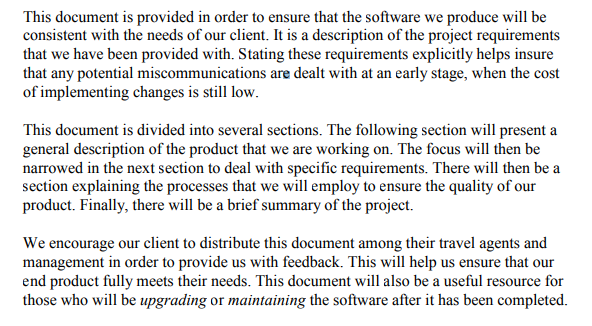 This document is provided in order to ensure that the software we produce will be
consistent with the needs of our client. It is a description of the project requirements
that we have been provided with. Stating these requirements explicitly helps insure
that any potential miscommunications are dealt with at an early stage, when the cost
of implementing changes is still low.

This document is divided into several sections. The following section will present a
general description of the product that we are working on. The focus will then be
narrowed in the next section to deal with specific requirements. There will then be a
section explaining the processes that we will employ to ensure the quality of our
product. Finally, there will be a brief summary of the project.

We encourage our client to distribute this document among their travel agents and
management in order to provide us with feedback. This will help us ensure that our
end product fully meets their needs. This document will also be a useful resource for
those who will be upgrading or maintaining the software after it has been completed.